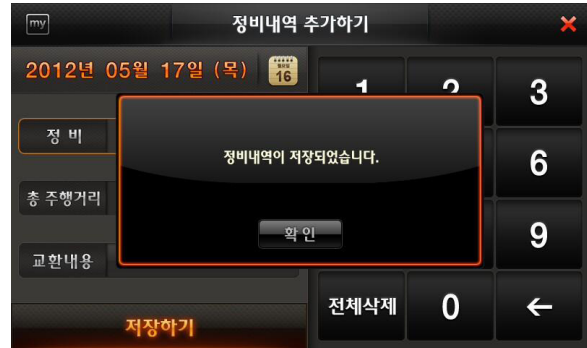 my
정비내역 추가하기
2012년 05월 17일 (목)
16
1
2
3
정 비
정비내역이 저장되었습니다.
6
총 주행거리
확 인
9
교환내용
전체삭제
0
저장하기